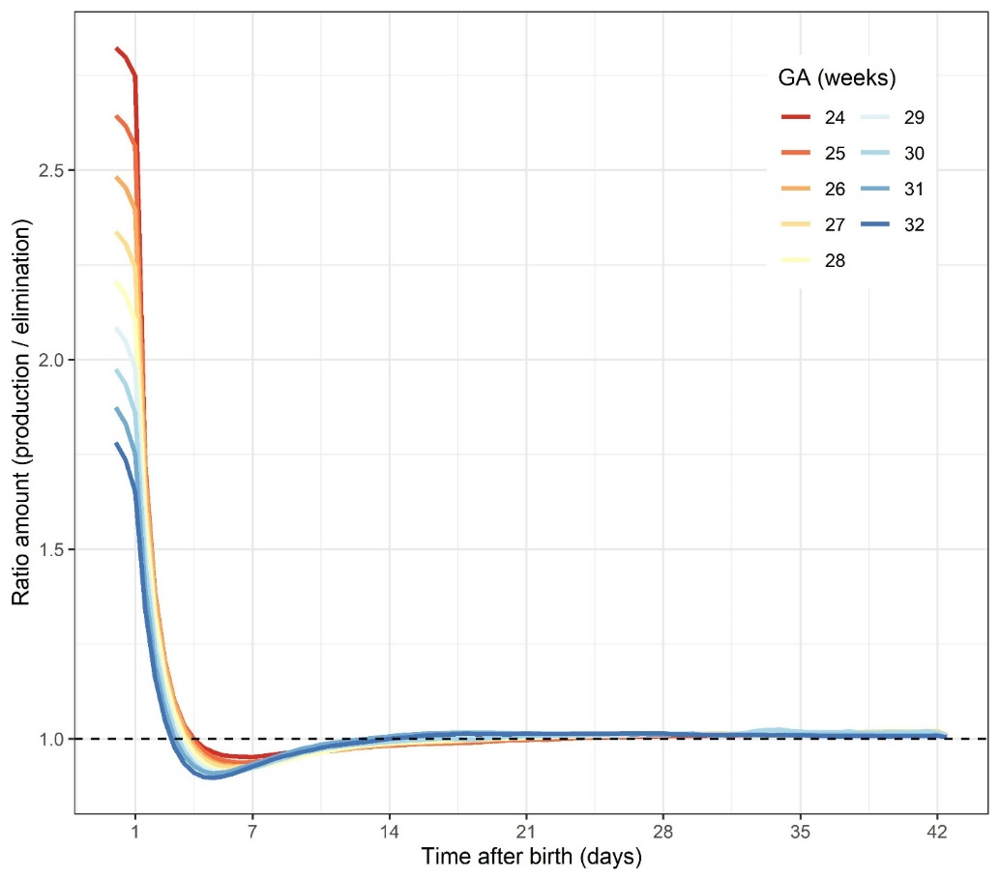 GA (weeks)
24 29
25 30
26 31
27 32
28
2.5
2.0
1.5
1.0
Ratio amount (production / elimination)
1 7 14 21 28 35 42
Time after birth (days)